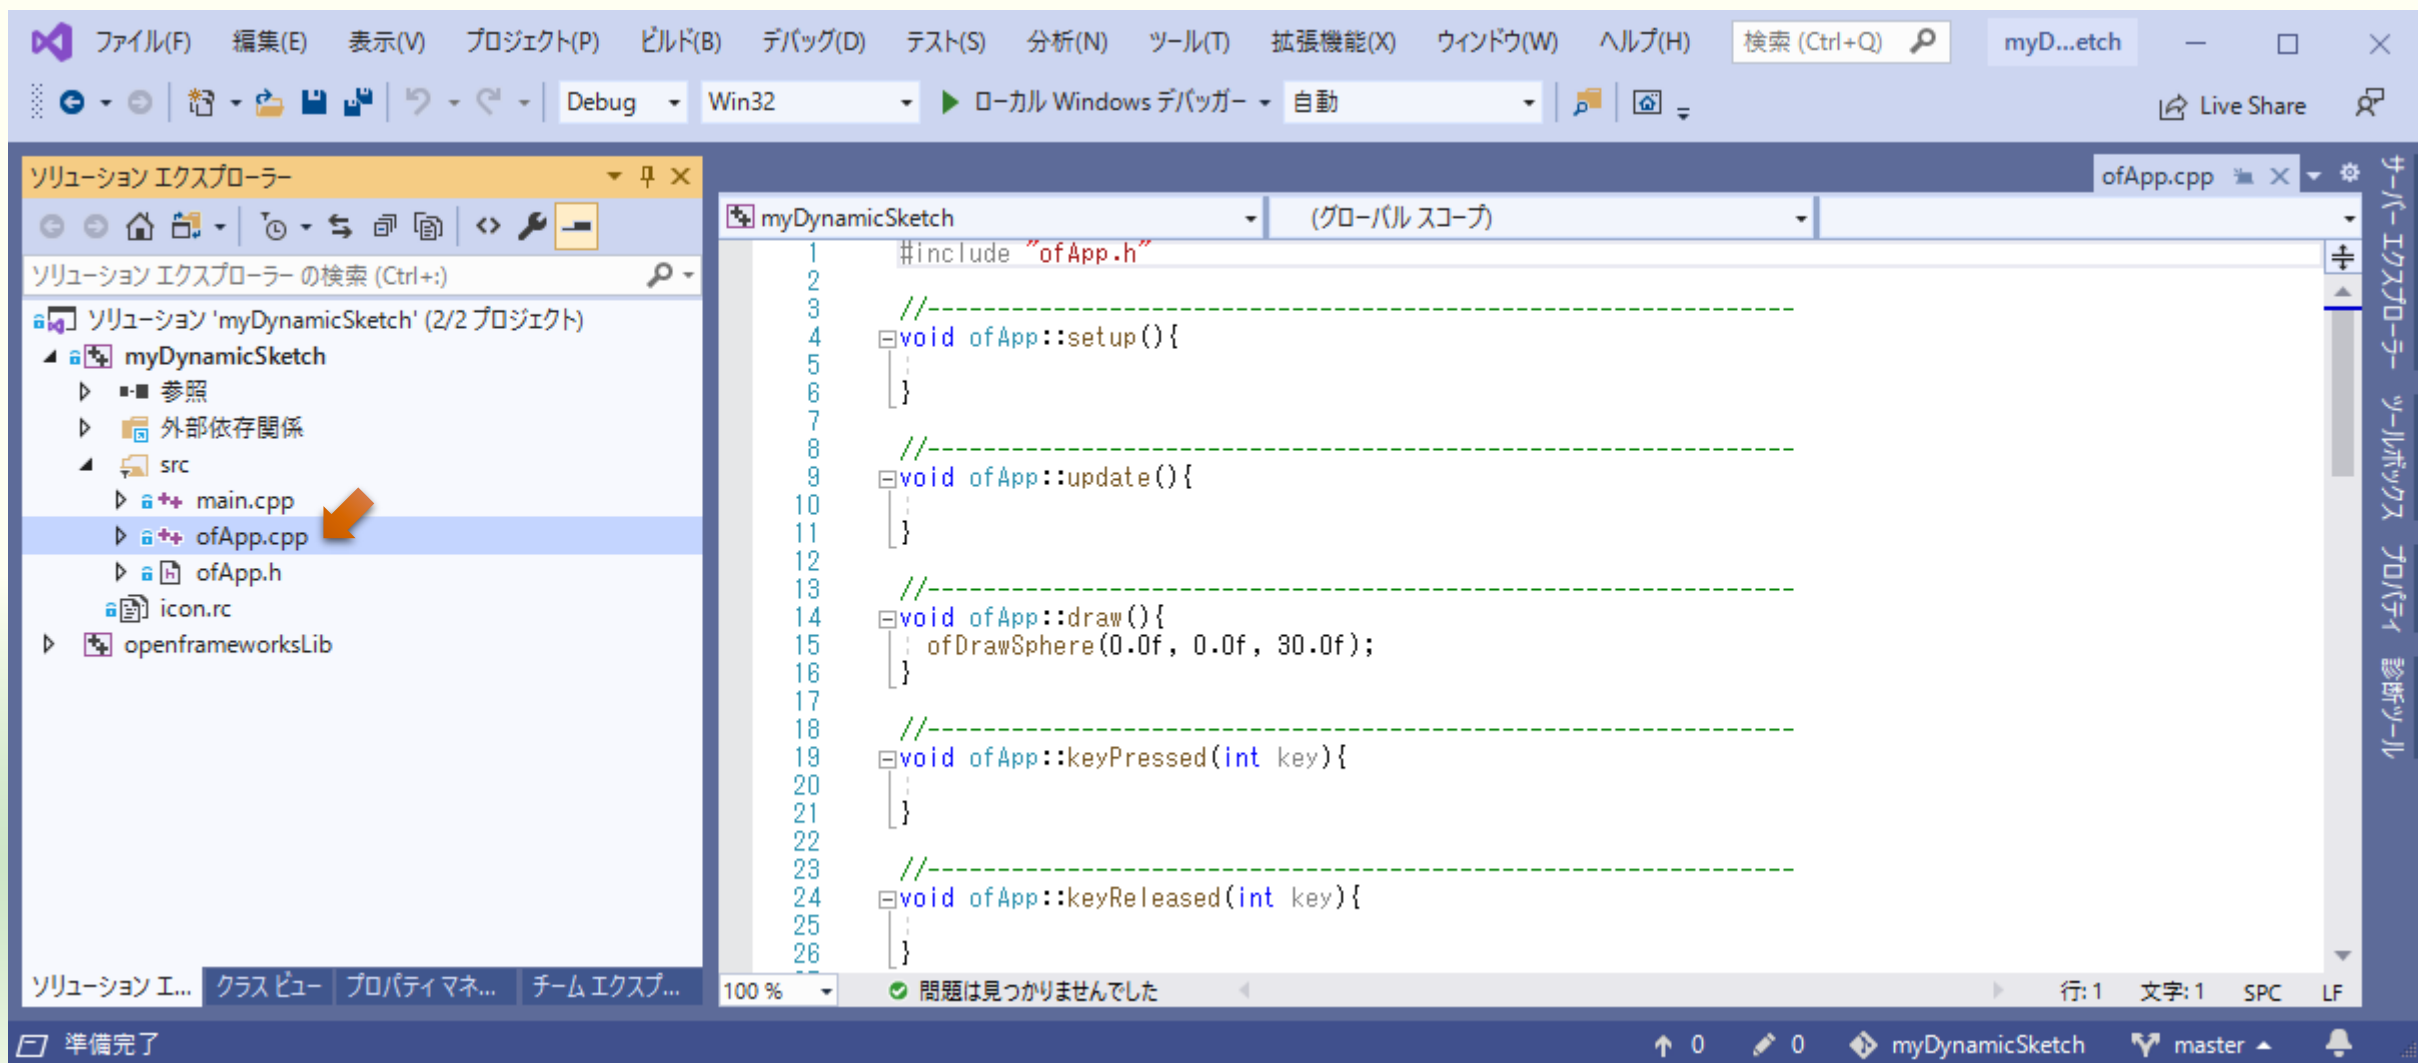 ファイル(F) 編集(E) 表示(V) プロジェクト(P) ビルド(B) デバッグ(D) テスト(S) 分析(N) ツール(T) 拡張機能(X) ウィンドウ(W) ヘルプ(H) 検索 (Ctrl+Q) myD...etch
Debug Win32 ローカル Windows デバッガー 自動 Live Share
ソリューション エクスプローラー
ソリューション エクスプローラー の検索 (Ctrl+:)
ソリューション 'myDynamicSketch' (2/2 プロジェクト)
myDynamicSketch
参照
外部依存関係
src
main.cpp
ofApp.cpp
ofApp.h
icon.rc
openframeworksLib
ソリューション エ... クラス ビュー プロパティ マネ... チーム エクスプ...
ofApp.cpp
myDynamicSketch (グローバル スコープ)
1 #include "ofApp.h"
2
3 //--------------------------------------------------------------
4 void ofApp::setup(){
5
6 }
7
8 //--------------------------------------------------------------
9 void ofApp::update(){
10
11 }
12
13 //--------------------------------------------------------------
14 void ofApp::draw(){
15 ofDrawSphere(0.0f, 0.0f, 30.0f);
16 }
17
18 //--------------------------------------------------------------
19 void ofApp::keyPressed(int key){
20
21 }
22
23 //--------------------------------------------------------------
24 void ofApp::keyReleased(int key){
25
26 }
100 % 問題は見つかりませんでした 行: 1 文字: 1 SPC LF
サーバー エクスプローラー
ツールボックス
プロパティ
診断ツール
準備完了 0 0 myDynamicSketch master